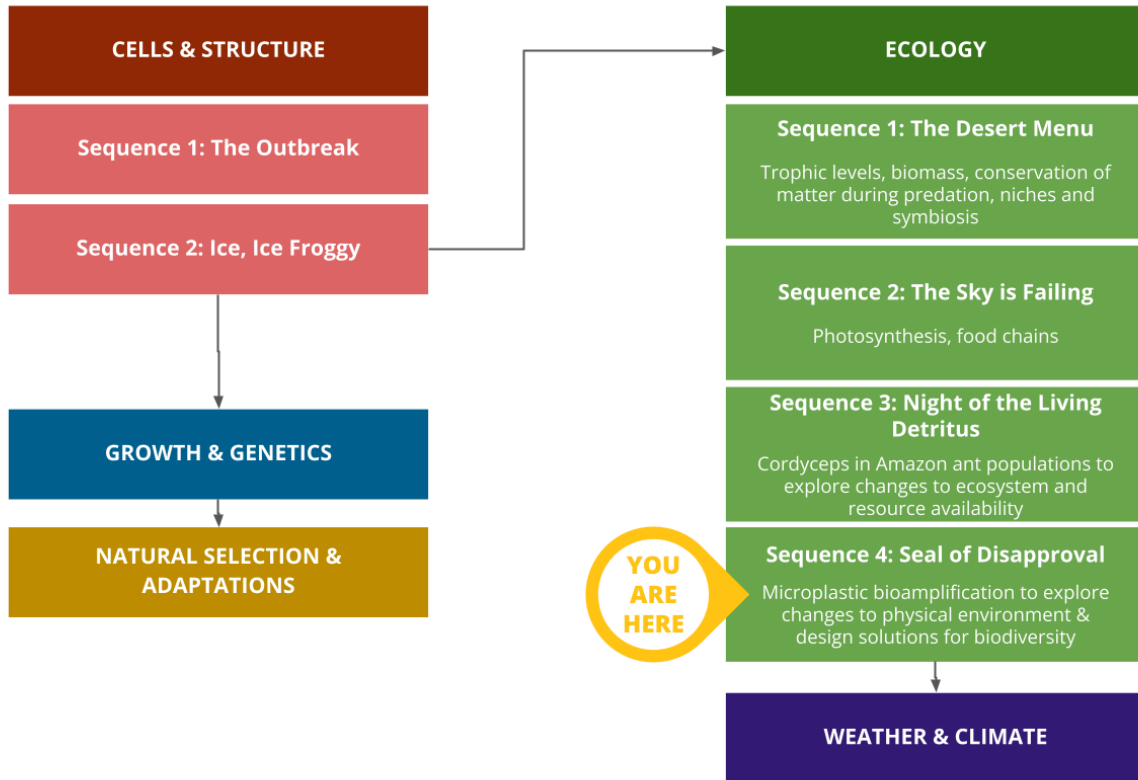 CELLS & STRUCTURE
Sequence 1: The Outbreak
Sequence 2: Ice, Ice Froggy
GROWTH & GENETICS
NATURAL SELECTION &
ADAPTATIONS
ECOLOGY
Sequence 1: The Desert Menu
Trophic levels, biomass, conservation of
matter during predation, niches and
symbiosis
Sequence 2: The Sky is Failing
Photosynthesis, food chains
Sequence 3: Night of the Living
Detritus
Cordyceps in Amazon ant populations to
explore changes to ecosystem and
resource availability
YOU
ARE
HERE
Sequence 4: Seal of Disapproval
Microplastic bioamplification to explore
changes to physical environment &
design solutions for biodiversity
WEATHER & CLIMATE